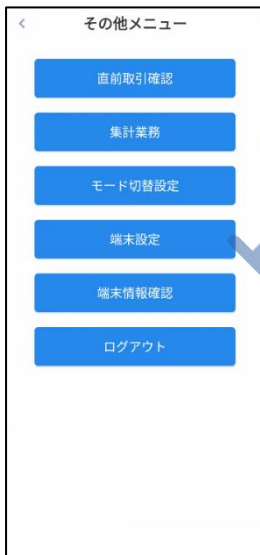 その他メニュー
直前取引確認
集計業務
モード切替設定
端末設定
端末情報確認
ログアウト